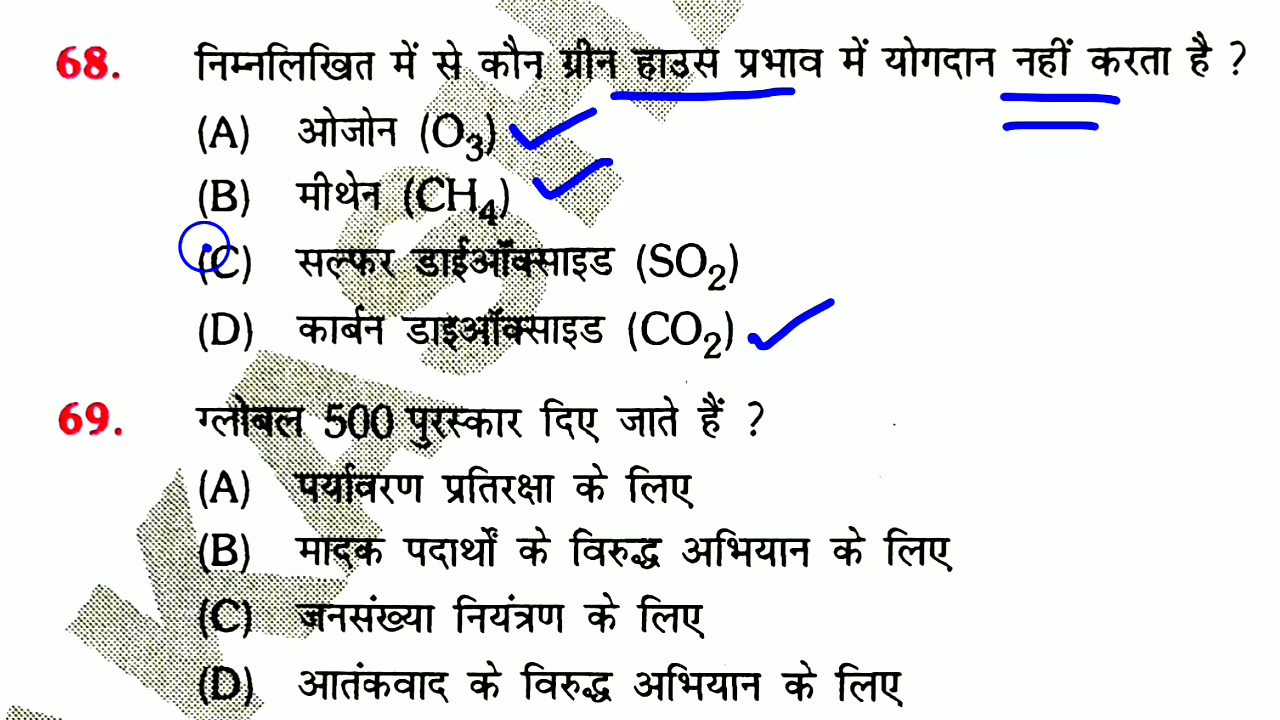 68. निम्नलिखित में से कौन ग्रीन हाउस प्रभाव में योगदान नहीं करता है ?
(A) ओजोन (O₃)
(B) मीथेन (CH₄)
(C) सल्फर डाईऑक्साइड (SO₂)
(D) कार्बन डाइऑक्साइड (CO₂)
69. ग्लोबल 500 पुरस्कार दिए जाते हैं ?
(A) पर्यावरण प्रतिरक्षा के लिए
(B) मादक पदार्थों के विरुद्ध अभियान के लिए
(C) जनसंख्या नियंत्रण के लिए
(D) आतंकवाद के विरुद्ध अभियान के लिए